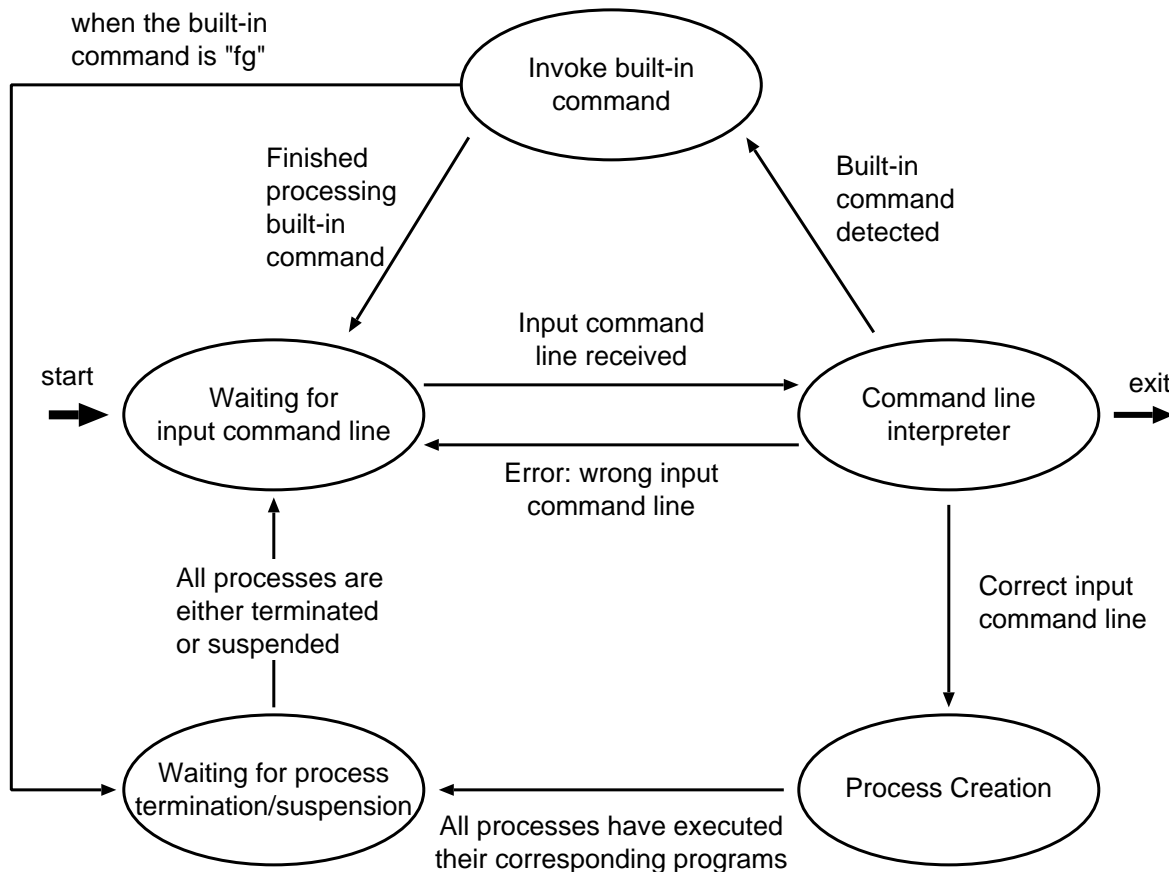 when the built-in
command is "fg"
Invoke built-in
command
Finished
processing
built-in
command
Built-in
command
detected
Input command
line received
start
Waiting for
input command line
Command line
interpreter
exit
Error: wrong input
command line
All processes are
either terminated
or suspended
Correct input
command line
Waiting for process
termination/suspension
Process Creation
All processes have executed
their corresponding programs